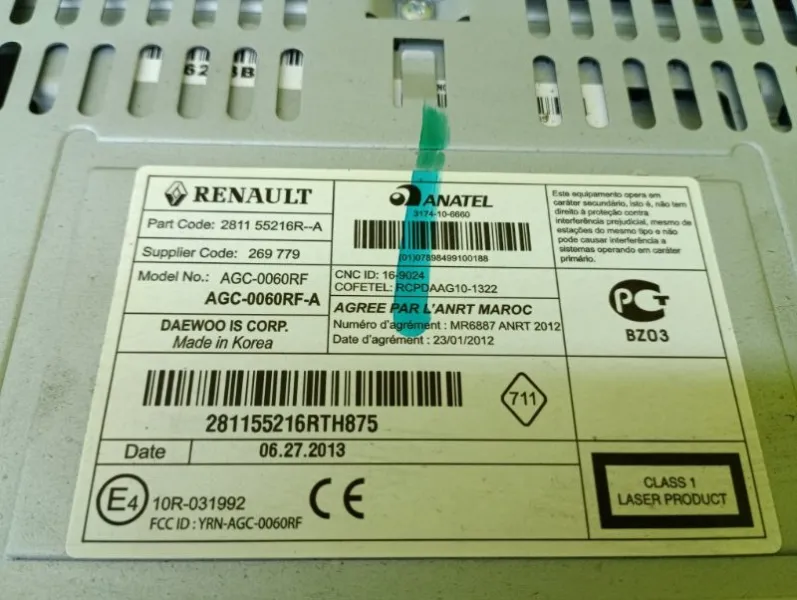 62
3B
RENAULT
Part Code: 2811 55216R--A
Supplier Code: 269 779
Model No.: AGC-0060RF
AGC-0060RF-A
DAEWOO IS CORP.
Made in Korea
ANATEL
3174-10-6660
(01)07898499100188
CNC ID: 16-9024
COFETEL: RCPDAAG10-1322
AGREE PAR L'ANRT MAROC
Numéro d'agrément : MR6887 ANRT 2012
Date d'agrément : 23/01/2012
Este equipamento opera em
caráter secundário, isto é, não tem
direito à proteção contra
interferência prejudicial, mesmo de
estações do mesmo tipo e não
pode causar interferência a
sistemas operando em caráter
primário.
PCT
BZ03
281155216RTH875
711
Date 06.27.2013
E4 10R-031992
CE
FCC ID : YRN-AGC-0060RF
CLASS 1
LASER PRODUCT